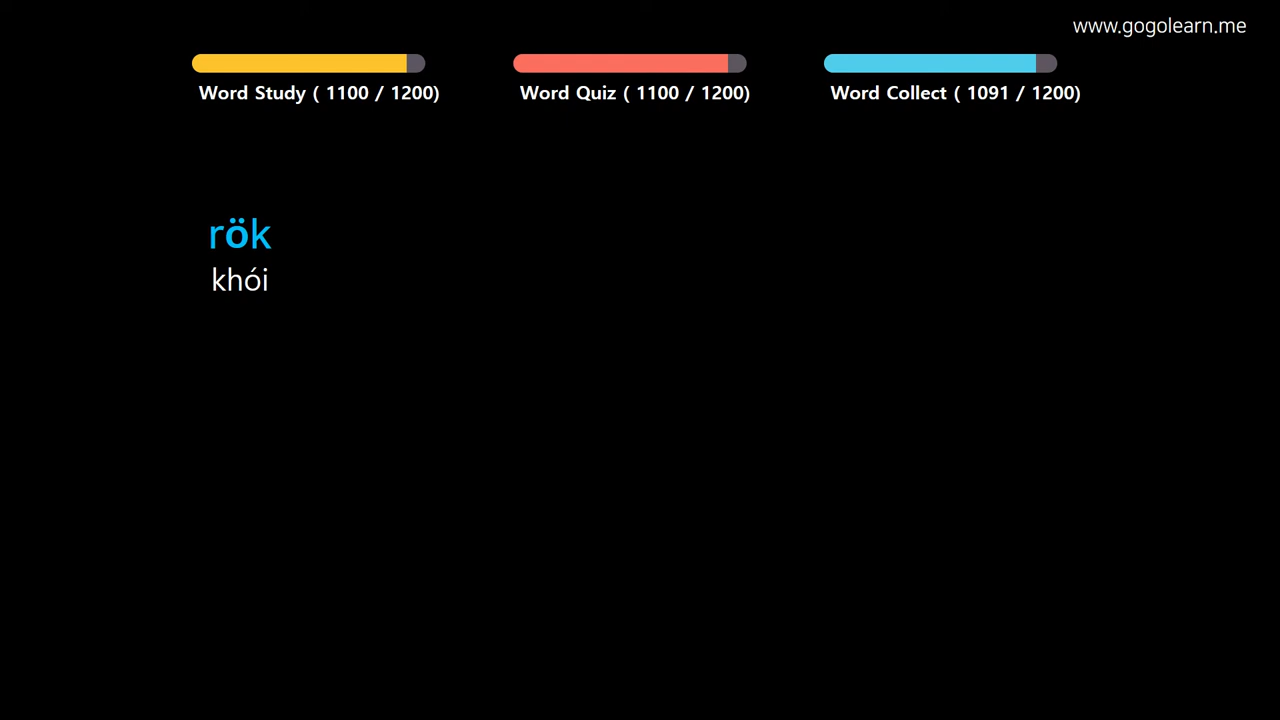 www.gogolearn.me
Word Study ( 1100 / 1200)
Word Quiz ( 1100 / 1200)
Word Collect ( 1091 / 1200)
rök
khói